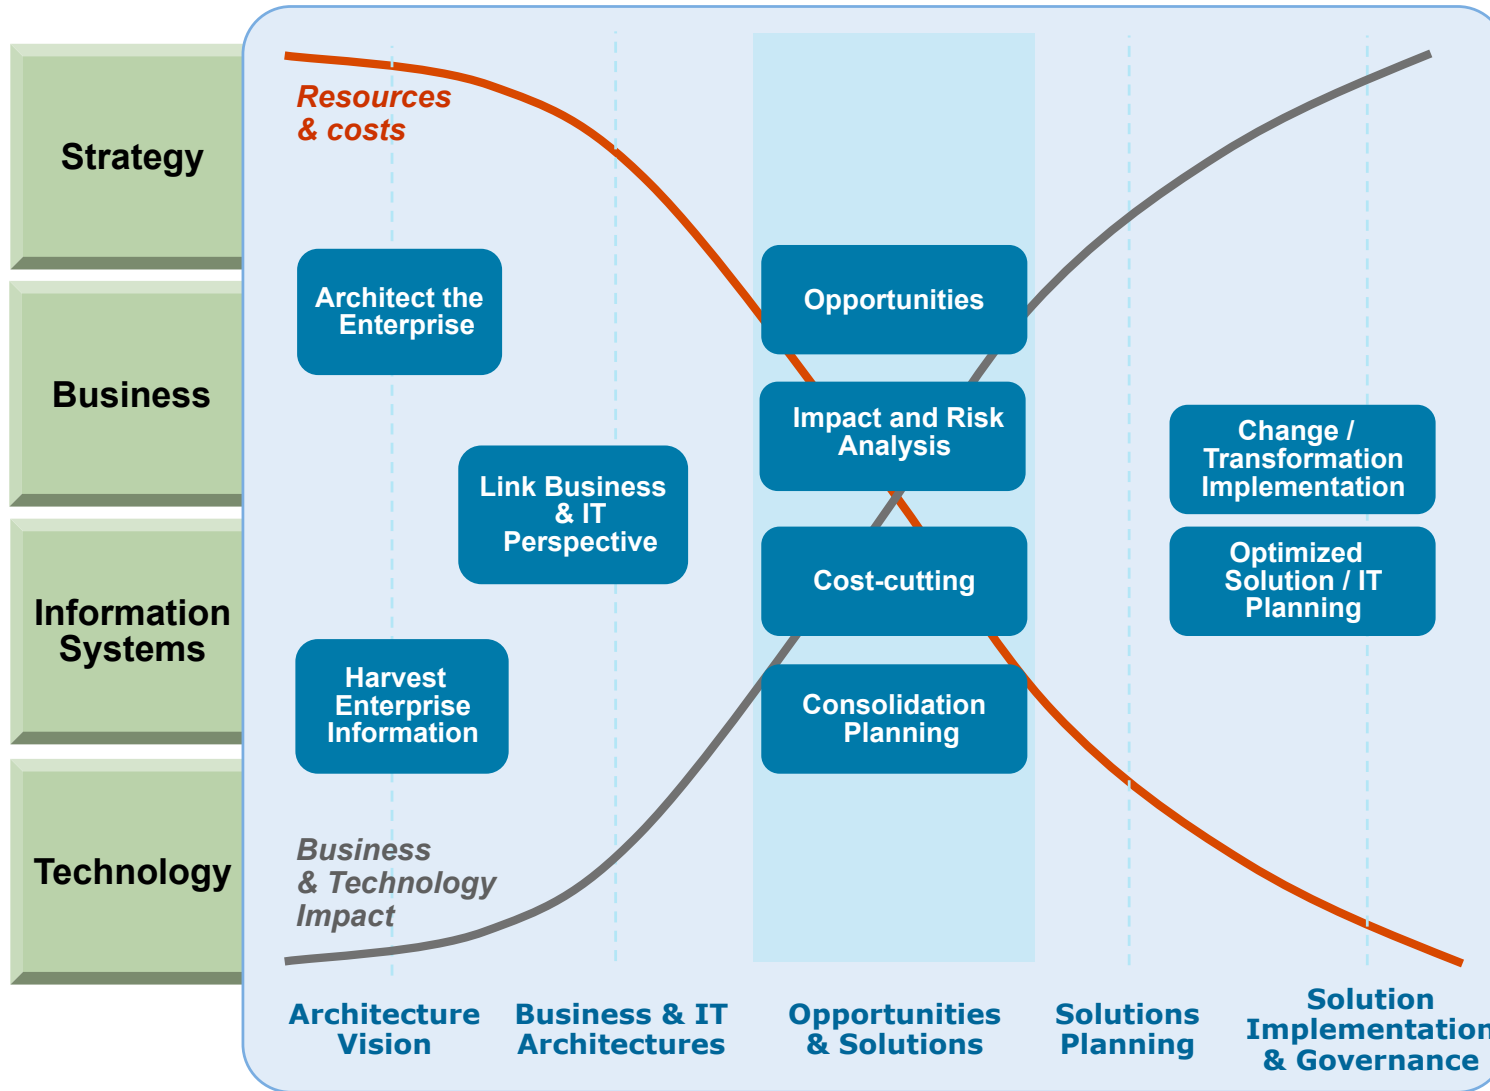 Strategy
Business
Information
Systems
Technology
Resources
& costs
Architect the
Enterprise
Link Business
& IT
Perspective
Harvest
Enterprise
Information
Opportunities
Impact and Risk
Analysis
Cost-cutting
Consolidation
Planning
Change /
Transformation
Implementation
Optimized
Solution / IT
Planning
Business
& Technology
Impact
Architecture
Vision
Business & IT
Architectures
Opportunities
& Solutions
Solutions
Planning
Solution
Implementation
& Governance